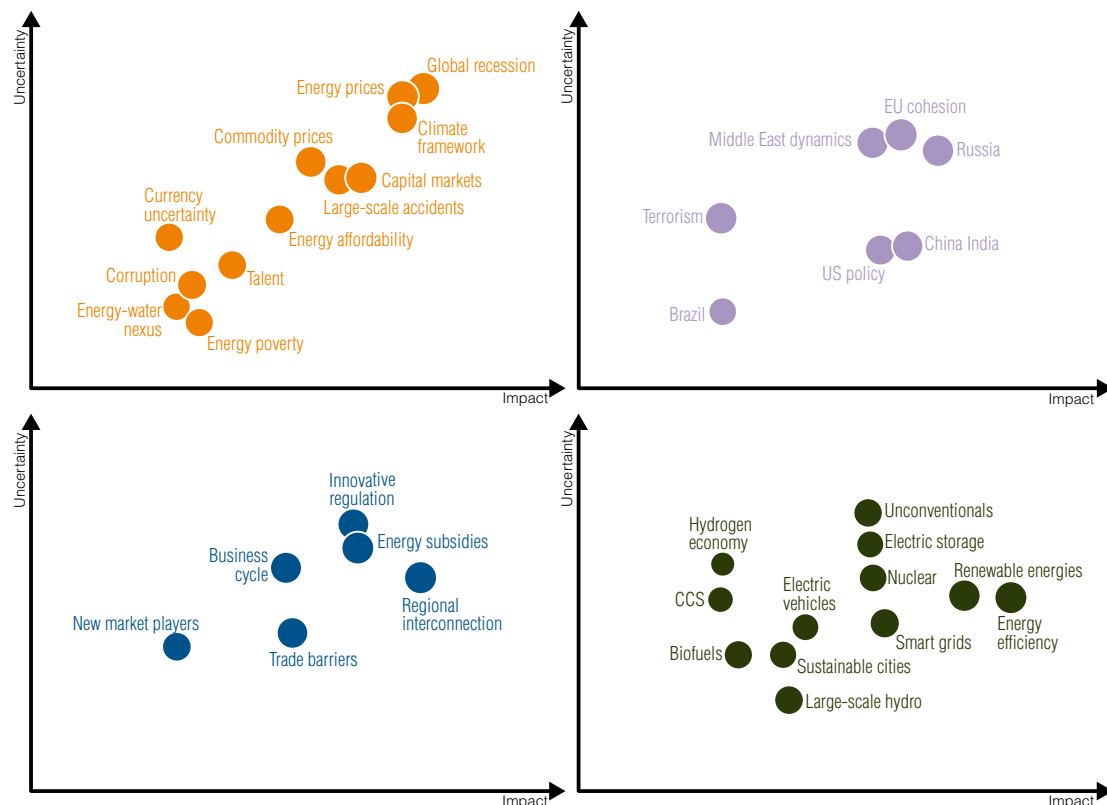 Uncertainty
Global recession
Energy prices
Climate
framework
Commodity prices
Capital markets
Large-scale accidents
Currency
uncertainty
Energy affordability
Corruption
Talent
Energy-water
nexus
Energy poverty
Impact
Uncertainty
EU cohesion
Middle East dynamics
Russia
Terrorism
China India
US policy
Brazil
Impact
Uncertainty
Innovative
regulation
Energy subsidies
Business
cycle
Regional
interconnection
New market players
Trade barriers
Impact
Uncertainty
Unconventionals
Hydrogen
economy
Electric storage
Nuclear
Renewable energies
Electric
vehicles
CCS
Energy
efficiency
Smart grids
Biofuels
Sustainable cities
Large-scale hydro
Impact